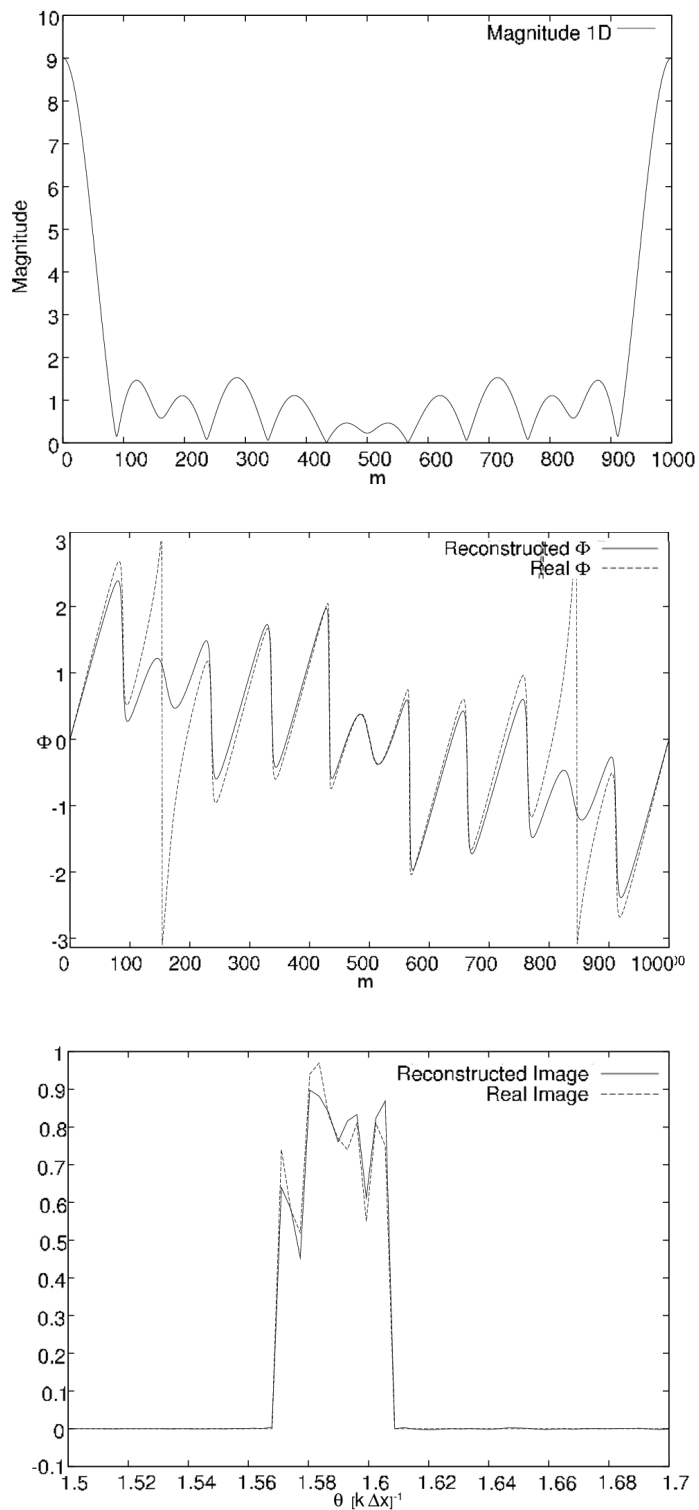 10
9
8
7
6
5
4
3
2
1
0
Magnitude
Magnitude 1D
0 100 200 300 400 500 600 700 800 900 1000
m
3
2
1
Φ 0
-1
-2
-3
Reconstructed Φ
Real Φ
0 100 200 300 400 500 600 700 800 900 1000
m
1
0.9
0.8
0.7
0.6
0.5
0.4
0.3
0.2
0.1
0
-0.1
Reconstructed Image
Real Image
1.5 1.52 1.54 1.56 1.58 1.6 1.62 1.64 1.66 1.68 1.7
θ [k Δx]⁻¹